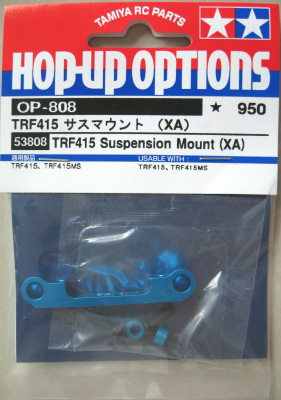 TAMIYA RC PARTS
HOP-UP OPTIONS
OP-808 ★ 950
TRF415 サスマウント (XA)
53808 TRF415 Suspension Mount (XA)
適用製品 USABLE WITH :
TRF415、TRF415MS TRF415、TRF415MS